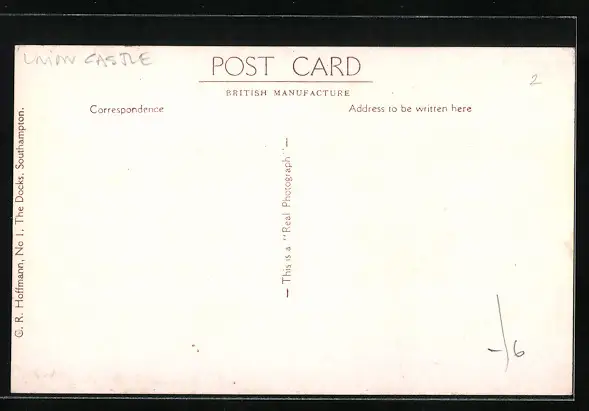 UNION CASTLE
POST CARD
BRITISH MANUFACTURE
2
Correspondence
Address to be written here
— This is a "Real Photograph" —
C. R. Hoffmann, No 1, The Docks, Southampton.
-/6